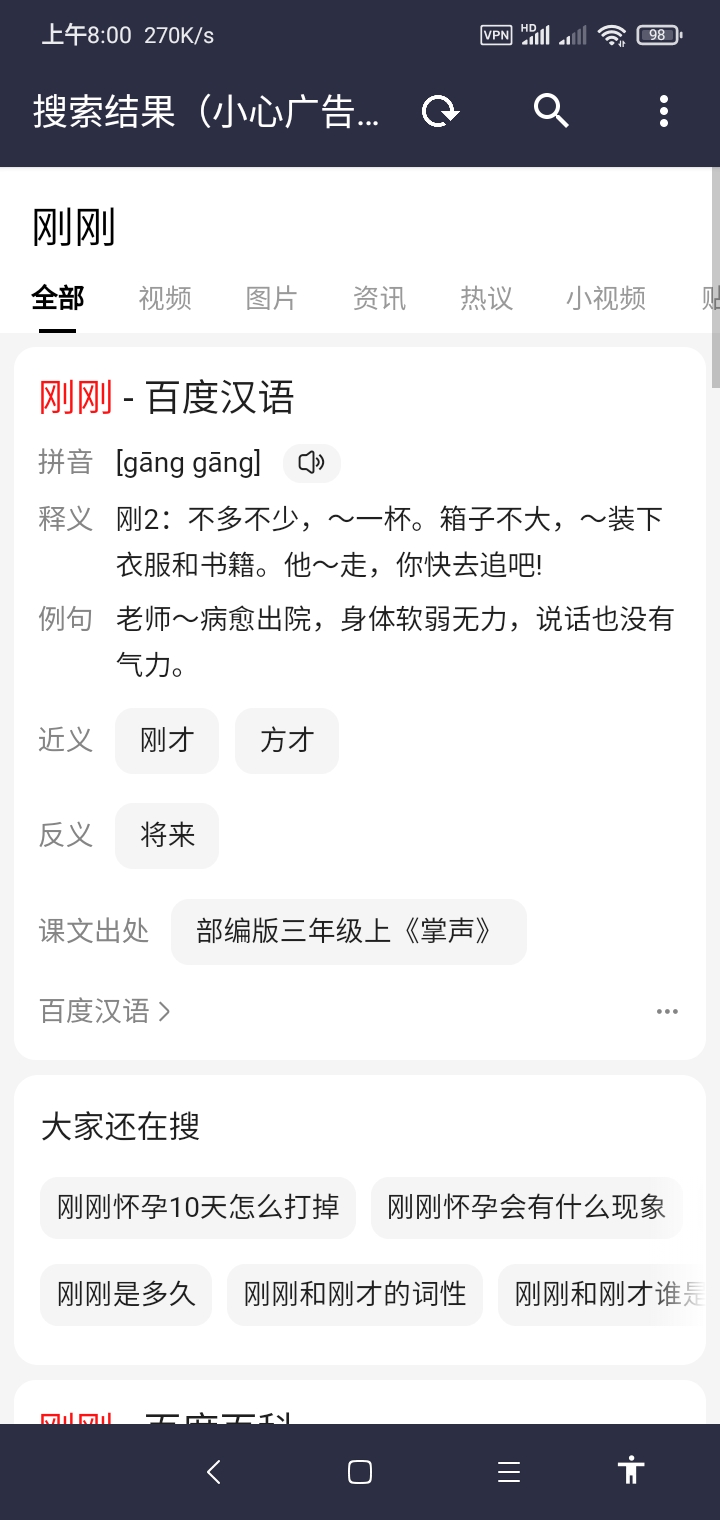 上午8:00 270K/s VPN HD 98
搜索结果（小心广告...
刚刚
全部 视频 图片 资讯 热议 小视频
刚刚 - 百度汉语
拼音 [gāng gāng]
释义 刚2：不多不少，～一杯。箱子不大，～装下
衣服和书籍。他～走，你快去追吧!
例句 老师～病愈出院，身体软弱无力，说话也没有
气力。
近义 刚才 方才
反义 将来
课文出处 部编版三年级上《掌声》
百度汉语
大家还在搜
刚刚怀孕10天怎么打掉 刚刚怀孕会有什么现象
刚刚是多久 刚刚和刚才的词性 刚刚和刚才谁是
刚刚 - 百度百科